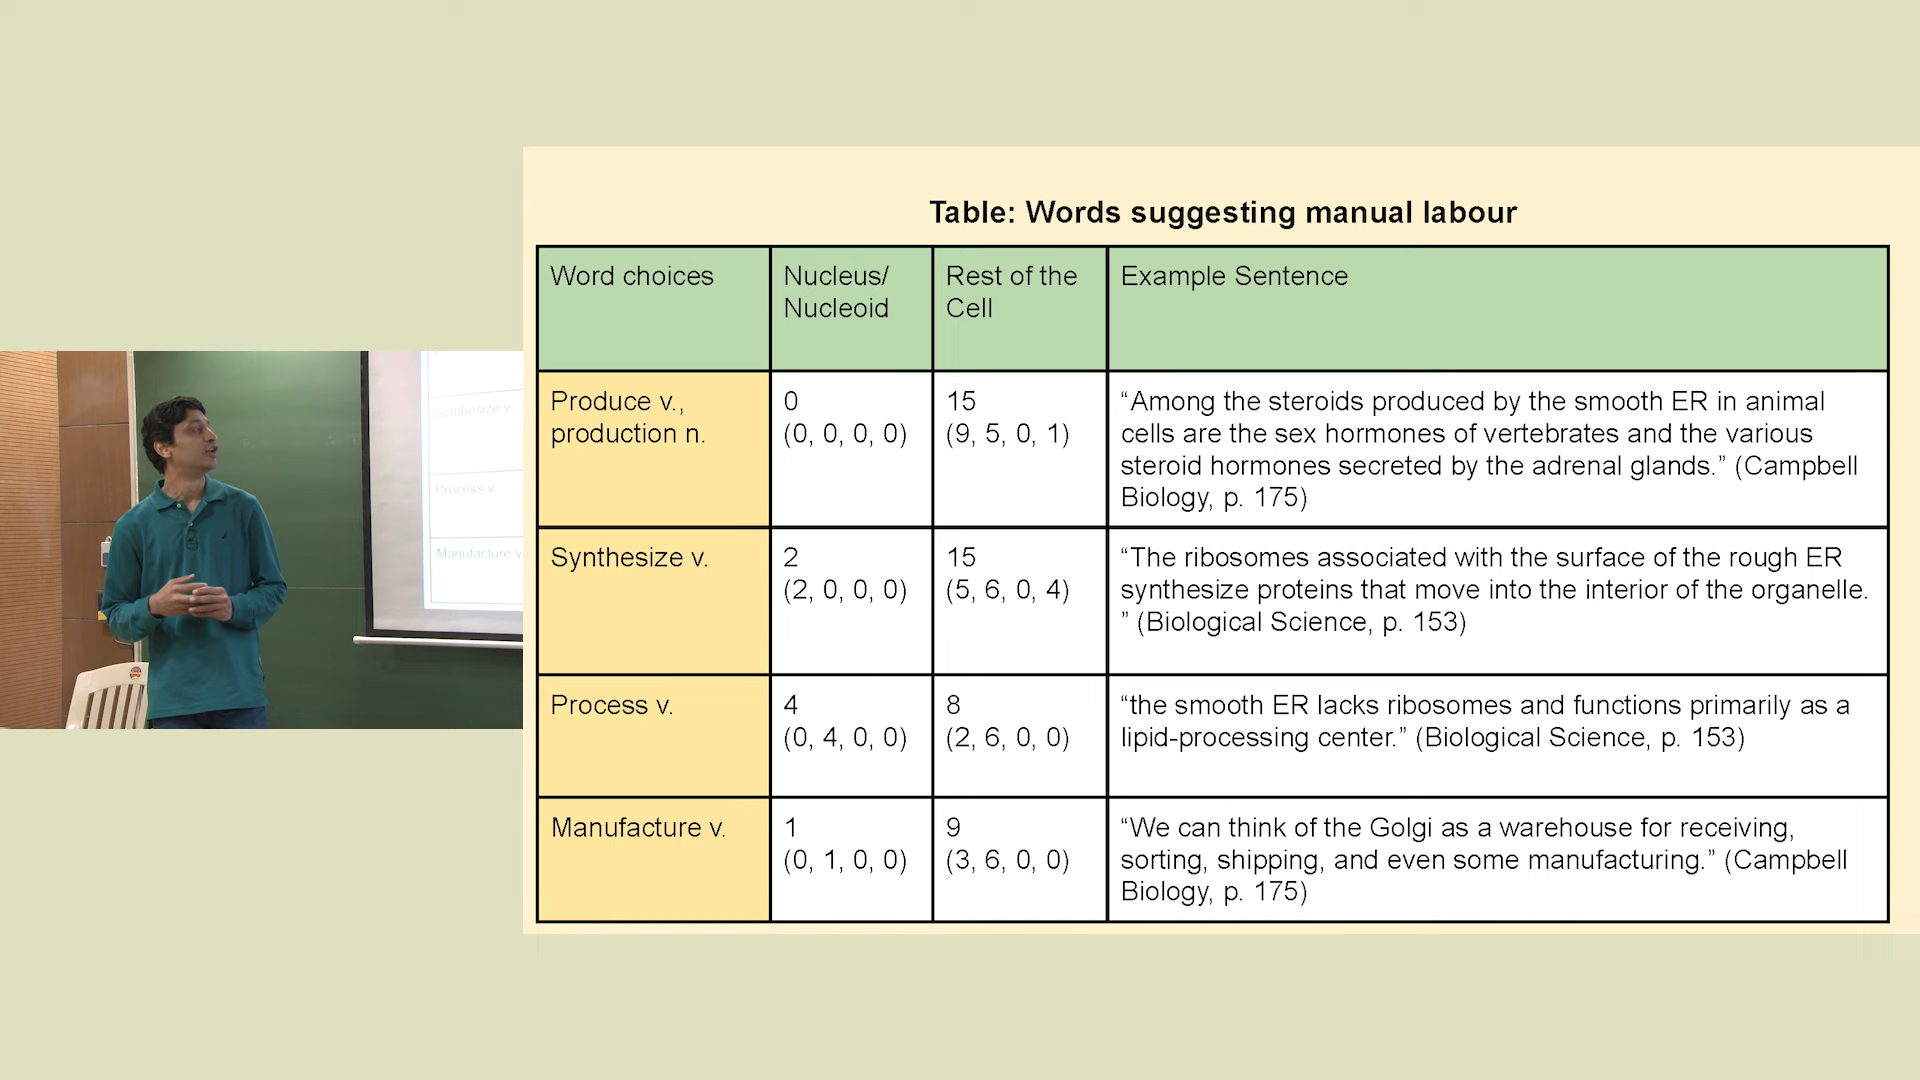 Table: Words suggesting manual labour
Word choices
Nucleus/
Nucleoid
Rest of the
Cell
Example Sentence
Produce v.,
production n.
0
(0, 0, 0, 0)
15
(9, 5, 0, 1)
“Among the steroids produced by the smooth ER in animal
cells are the sex hormones of vertebrates and the various
steroid hormones secreted by the adrenal glands.” (Campbell
Biology, p. 175)
Synthesize v.
2
(2, 0, 0, 0)
15
(5, 6, 0, 4)
“The ribosomes associated with the surface of the rough ER
synthesize proteins that move into the interior of the organelle.
” (Biological Science, p. 153)
Process v.
4
(0, 4, 0, 0)
8
(2, 6, 0, 0)
“the smooth ER lacks ribosomes and functions primarily as a
lipid-processing center.” (Biological Science, p. 153)
Manufacture v.
1
(0, 1, 0, 0)
9
(3, 6, 0, 0)
“We can think of the Golgi as a warehouse for receiving,
sorting, shipping, and even some manufacturing.” (Campbell
Biology, p. 175)
Synthesize v.
Process v.
Manufacture v